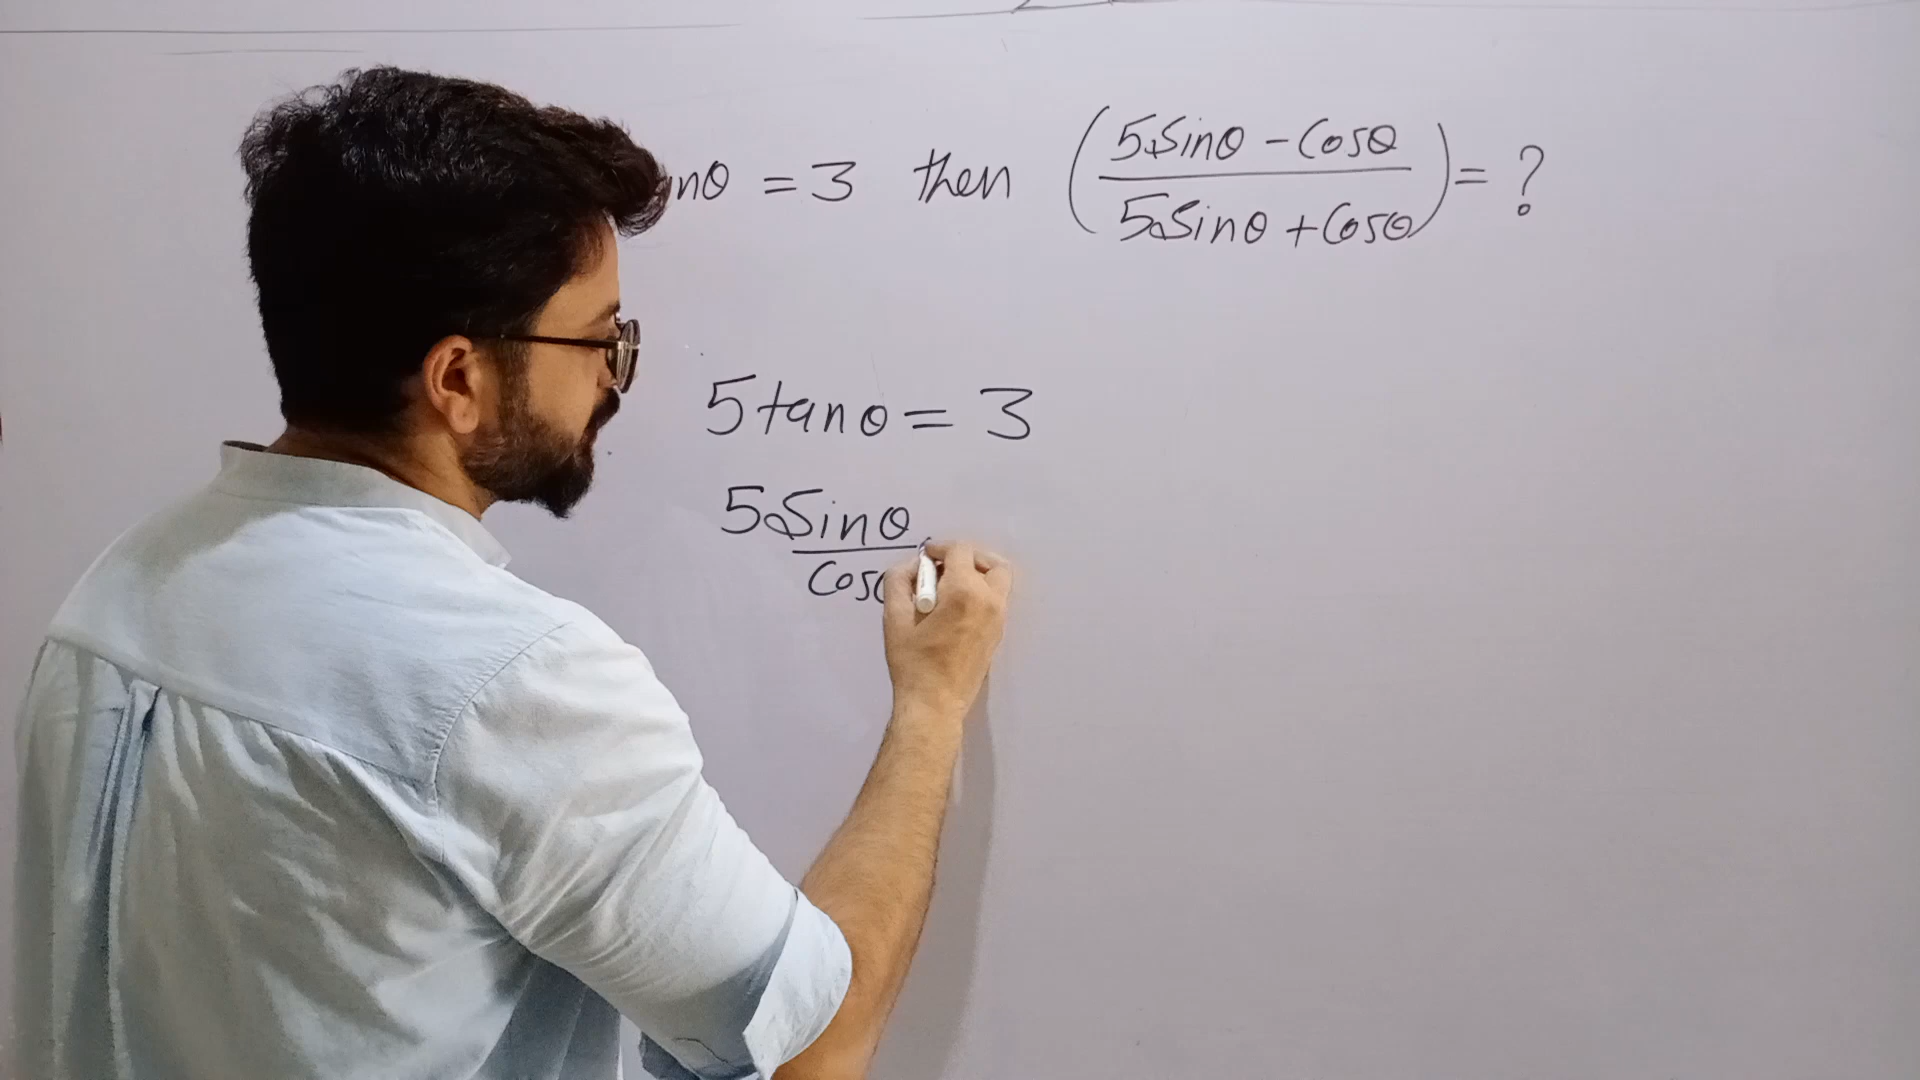 nθ = 3 then (5Sinθ - Cosθ / 5Sinθ + Cosθ) = ?
5tanθ = 3
5Sinθ / Cos